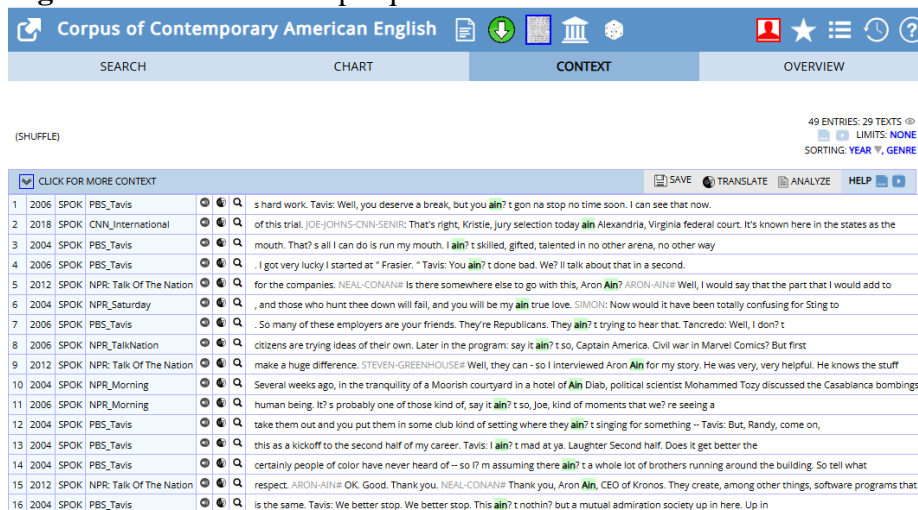 Corpus of Contemporary American English
SEARCH CHART CONTEXT OVERVIEW
49 ENTRIES: 29 TEXTS
(SHUFFLE)
LIMITS: NONE
SORTING: YEAR ▼, GENRE
CLICK FOR MORE CONTEXT SAVE TRANSLATE ANALYZE HELP
1 2006 SPOK PBS_Tavis s hard work. Tavis: Well, you deserve a break, but you ain? t gon na stop no time soon. I can see that now.
2 2018 SPOK CNN_International of this trial. JOE-JOHNS-CNN-SENIR: That's right, Kristie, jury selection today ain Alexandria, Virginia federal court. It's known here in the states as the
3 2004 SPOK PBS_Tavis mouth. That? s all I can do is run my mouth. I ain? t skilled, gifted, talented in no other arena, no other way
4 2006 SPOK PBS_Tavis . I got very lucky I started at " Frasier. " Tavis: You ain? t done bad. We? ll talk about that in a second.
5 2012 SPOK NPR: Talk Of The Nation for the companies. NEAL-CONAN# Is there somewhere else to go with this, Aron Ain? ARON-AIN# Well, I would say that the part that I would add to
6 2004 SPOK NPR_Saturday , and those who hunt thee down will fail, and you will be my ain true love. SIMON: Now would it have been totally confusing for Sting to
7 2006 SPOK PBS_Tavis . So many of these employers are your friends. They're Republicans. They ain? t trying to hear that. Tancredo: Well, I don? t
8 2006 SPOK NPR_TalkNation citizens are trying ideas of their own. Later in the program: say it ain? t so, Captain America. Civil war in Marvel Comics? But first
9 2012 SPOK NPR: Talk Of The Nation make a huge difference. STEVEN-GREENHOUSE# Well, they can - so I interviewed Aron Ain for my story. He was very, very helpful. He knows the stuff
10 2004 SPOK NPR_Morning Several weeks ago, in the tranquility of a Moorish courtyard in a hotel of Ain Diab, political scientist Mohammed Tozy discussed the Casablanca bombings
11 2006 SPOK NPR_Morning human being. It? s probably one of those kind of, say it ain? t so, Joe, kind of moments that we? re seeing a
12 2004 SPOK PBS_Tavis take them out and you put them in some club kind of setting where they ain? t singing for something -- Tavis: But, Randy, come on,
13 2004 SPOK PBS_Tavis this as a kickoff to the second half of my career. Tavis: I ain? t mad at ya. Laughter Second half. Does it get better the
14 2004 SPOK PBS_Tavis certainly people of color have never heard of -- so I? m assuming there ain? t a whole lot of brothers running around the building. So tell what
15 2012 SPOK NPR: Talk Of The Nation respect. ARON-AIN# OK. Good. Thank you. NEAL-CONAN# Thank you, Aron Ain, CEO of Kronos. They create, among other things, software programs that
16 2004 SPOK PBS_Tavis is the same. Tavis: We better stop. We better stop. This ain? t nothin? but a mutual admiration society up in here. Up in